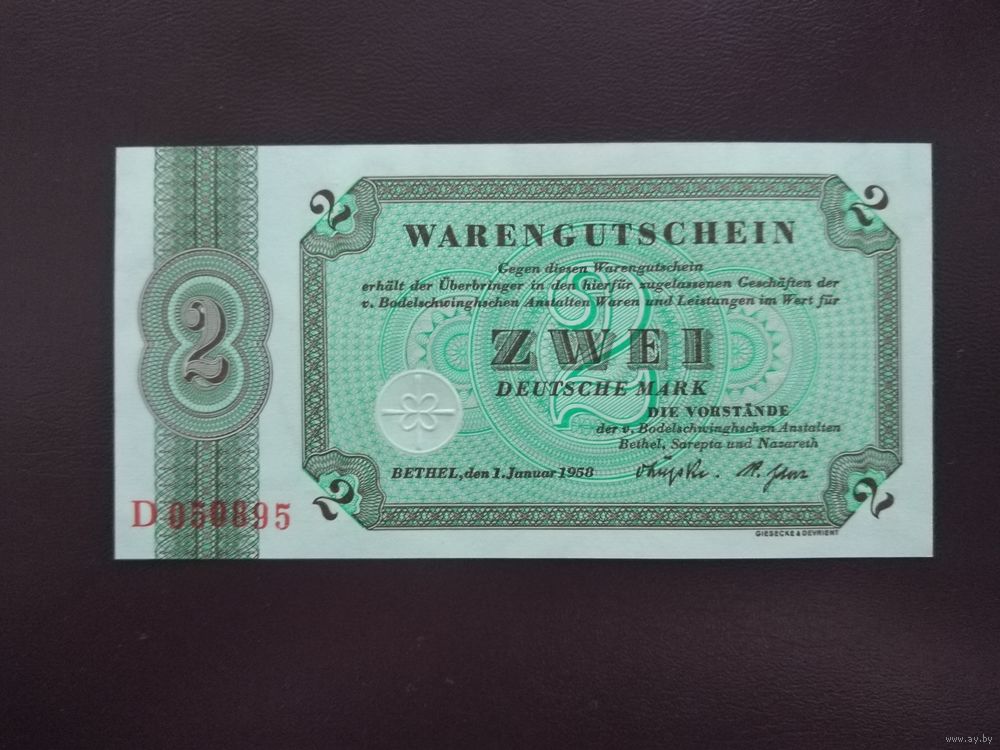 2 2
WARENGUTSCHEIN
Gegen diesen Warengutschein
erhält der Überbringer in den hierfür zugelassenen Geschäften der
v. Bodelschwinghschen Anstalten Waren und Leistungen im Wert für
2
2
ZWEI
DEUTSCHE MARK
DIE VORSTÄNDE
der v. Bodelschwinghschen Anstalten
Bethel, Sarepta und Nazareth
BETHEL, den 1. Januar 1958
2 2
D 050895
GIESECKE & DEVRIENT
www.ay.by